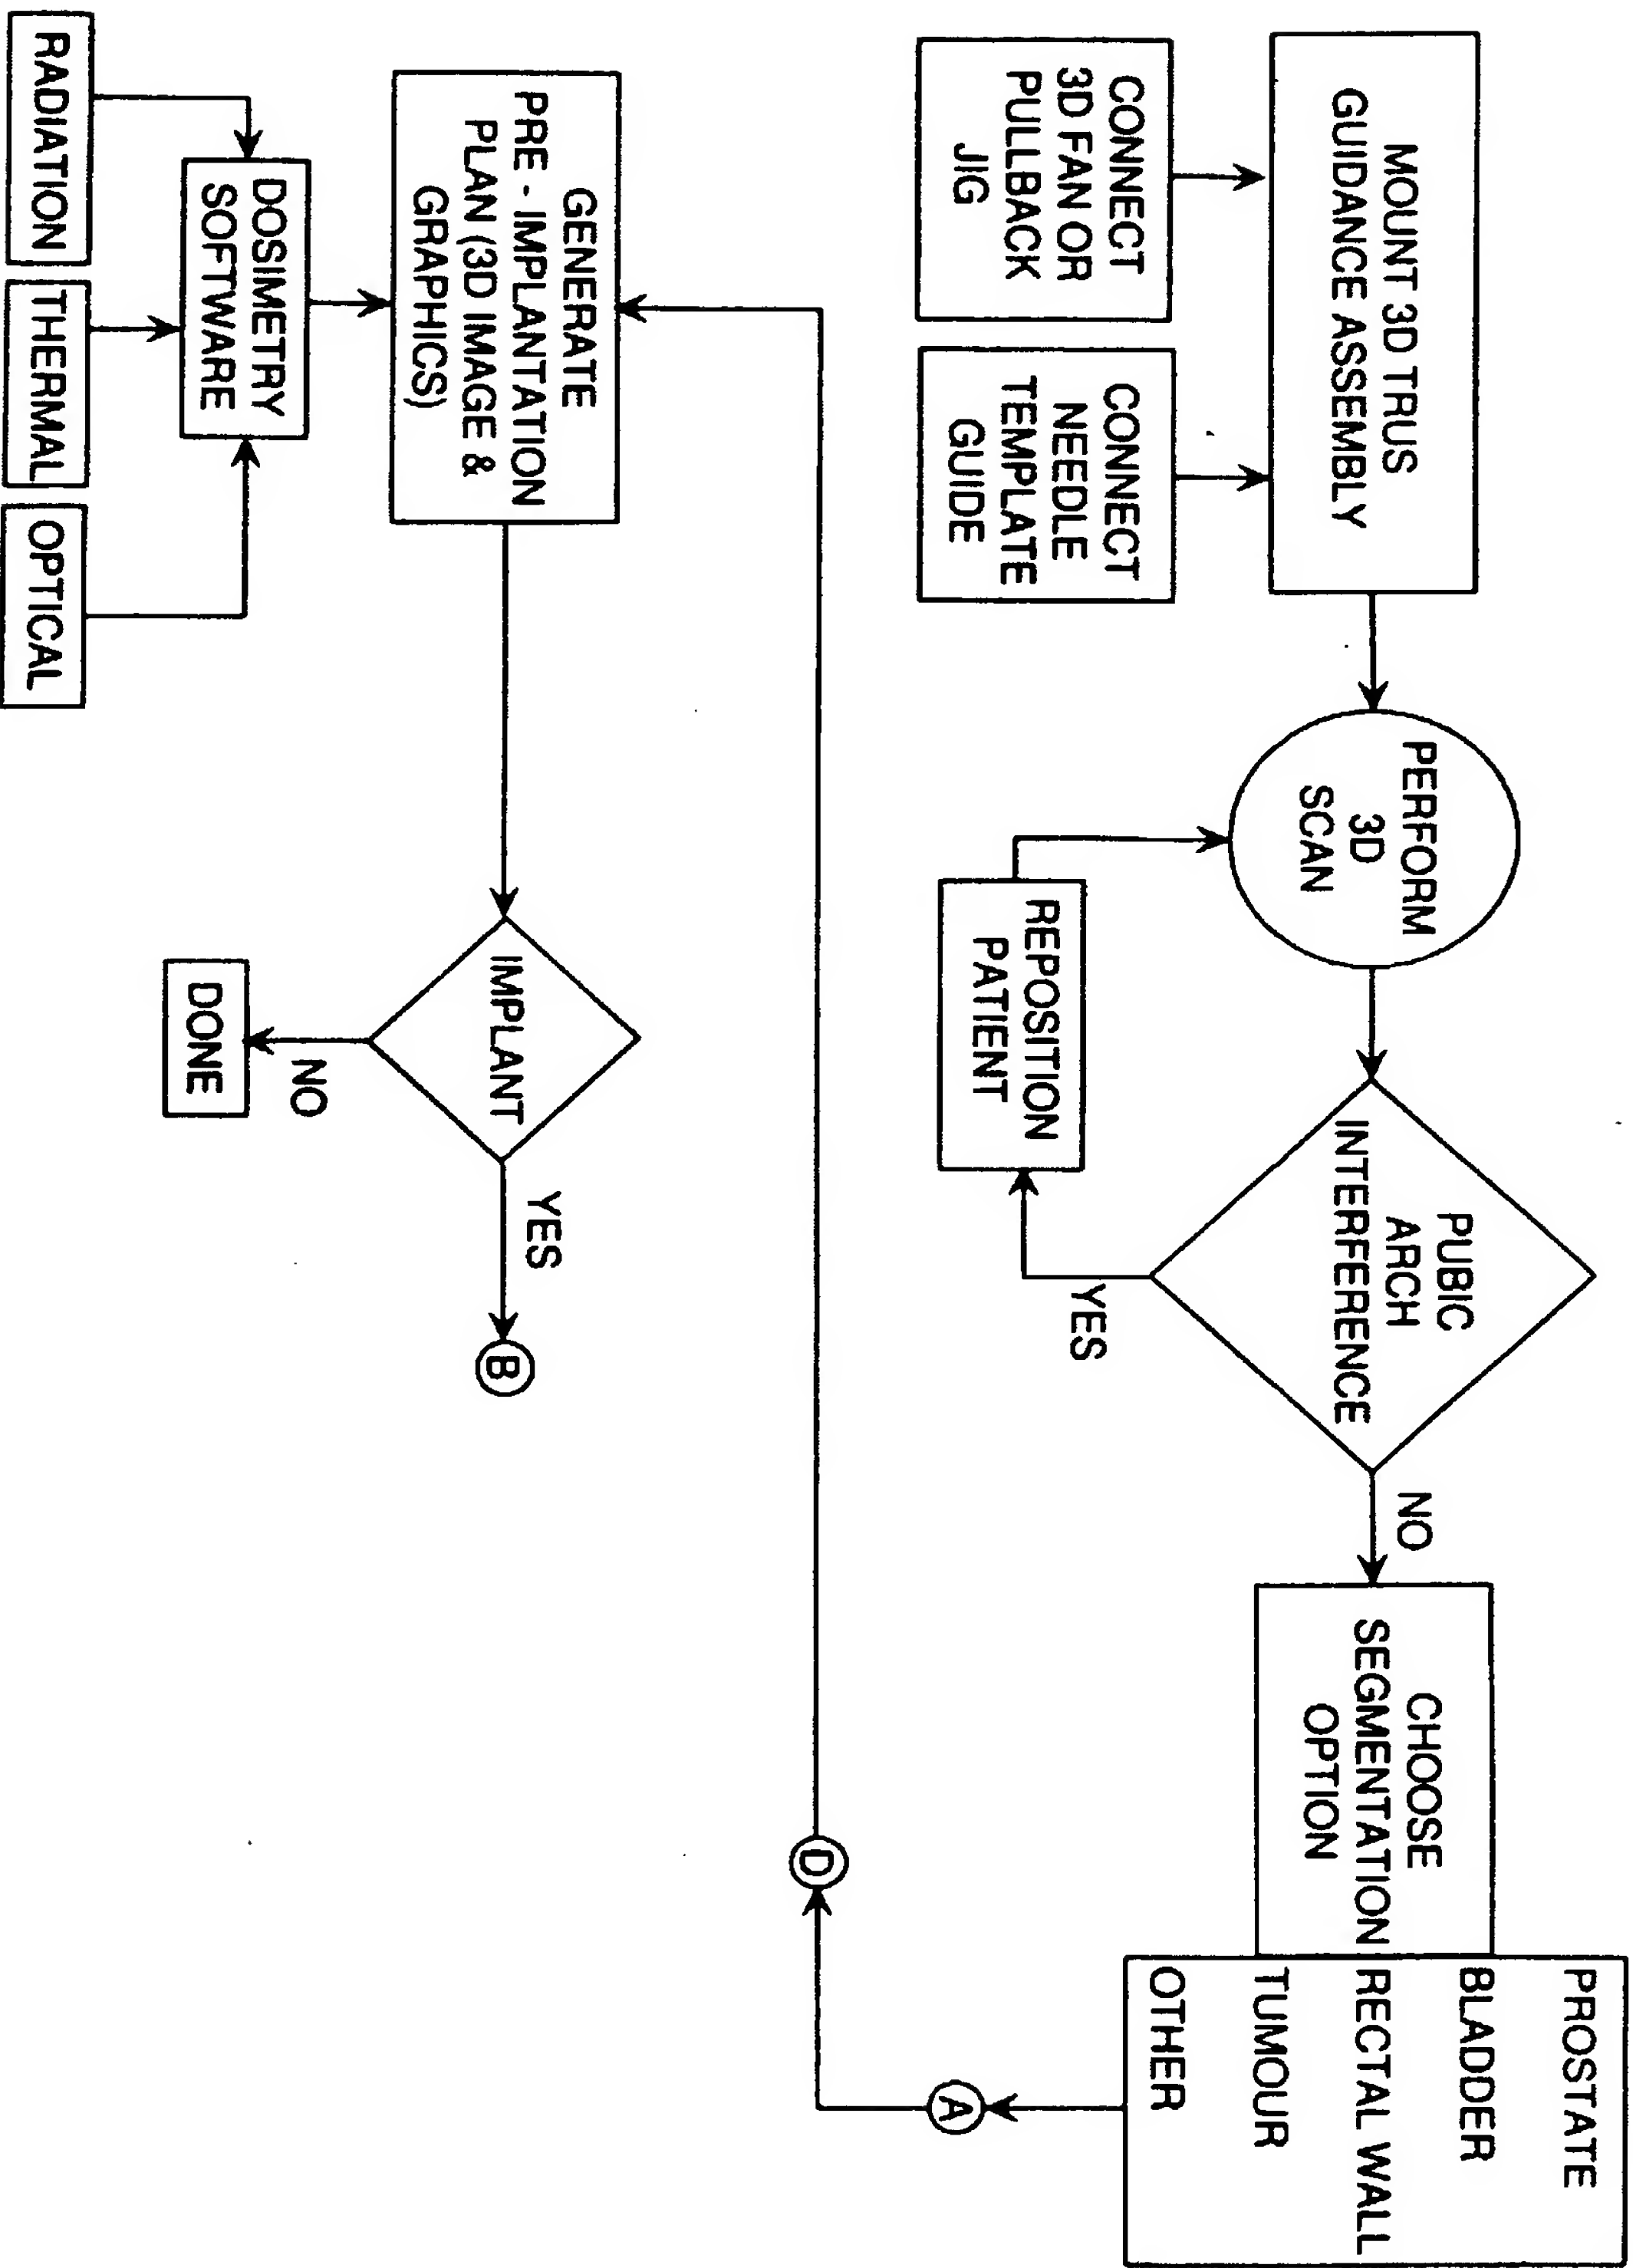 MOUNT 3D TRUS
GUIDANCE ASSEMBLY
CONNECT
3D FAN OR
PULLBACK
JIG
CONNECT
NEEDLE
TEMPLATE
GUIDE
PERFORM
3D
SCAN
REPOSITION
PATIENT
PUBIC
ARCH
INTERFERENCE
YES
NO
CHOOSE
SEGMENTATION
OPTION
PROSTATE
BLADDER
RECTAL WALL
TUMOUR
OTHER
A
D
GENERATE
PRE - IMPLANTATION
PLAN (3D IMAGE &
GRAPHICS)
DOSIMETRY
SOFTWARE
RADIATION
THERMAL
OPTICAL
IMPLANT
NO
DONE
YES
B